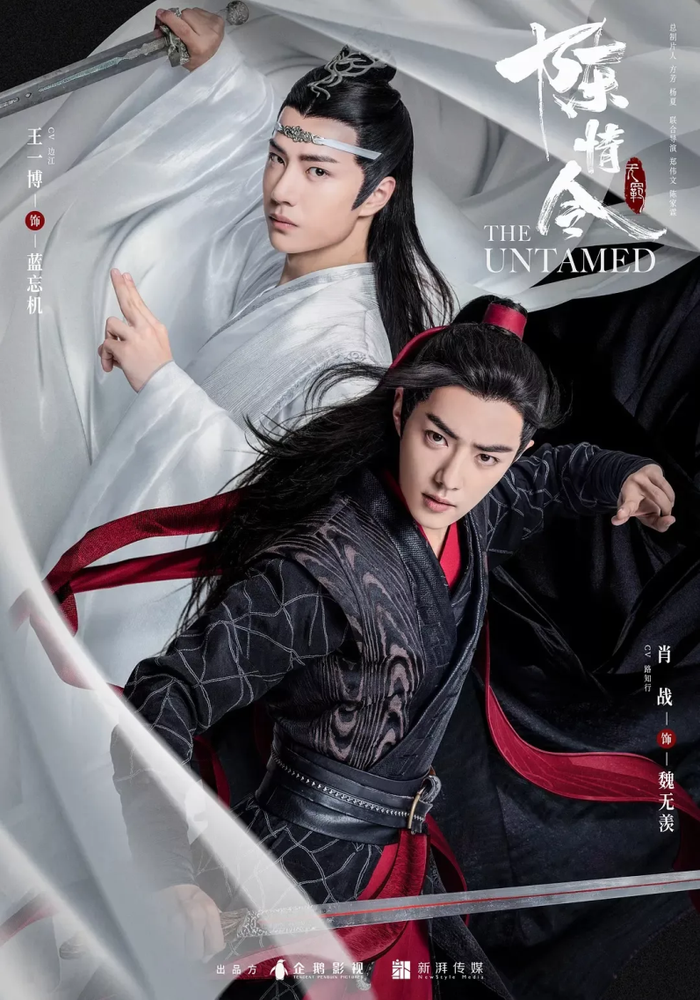 陈情令
无羁
THE
UNTAMED
总制片人 方芳 杨夏 联合导演 郑伟文 陈家霖
王一博—饰—蓝忘机
CV 边江
肖战—饰—魏无羡
CV 路知行
出品方
企鹅影视
TENCENT PENGUIN PICTURES
新湃传媒
NewStyle Media